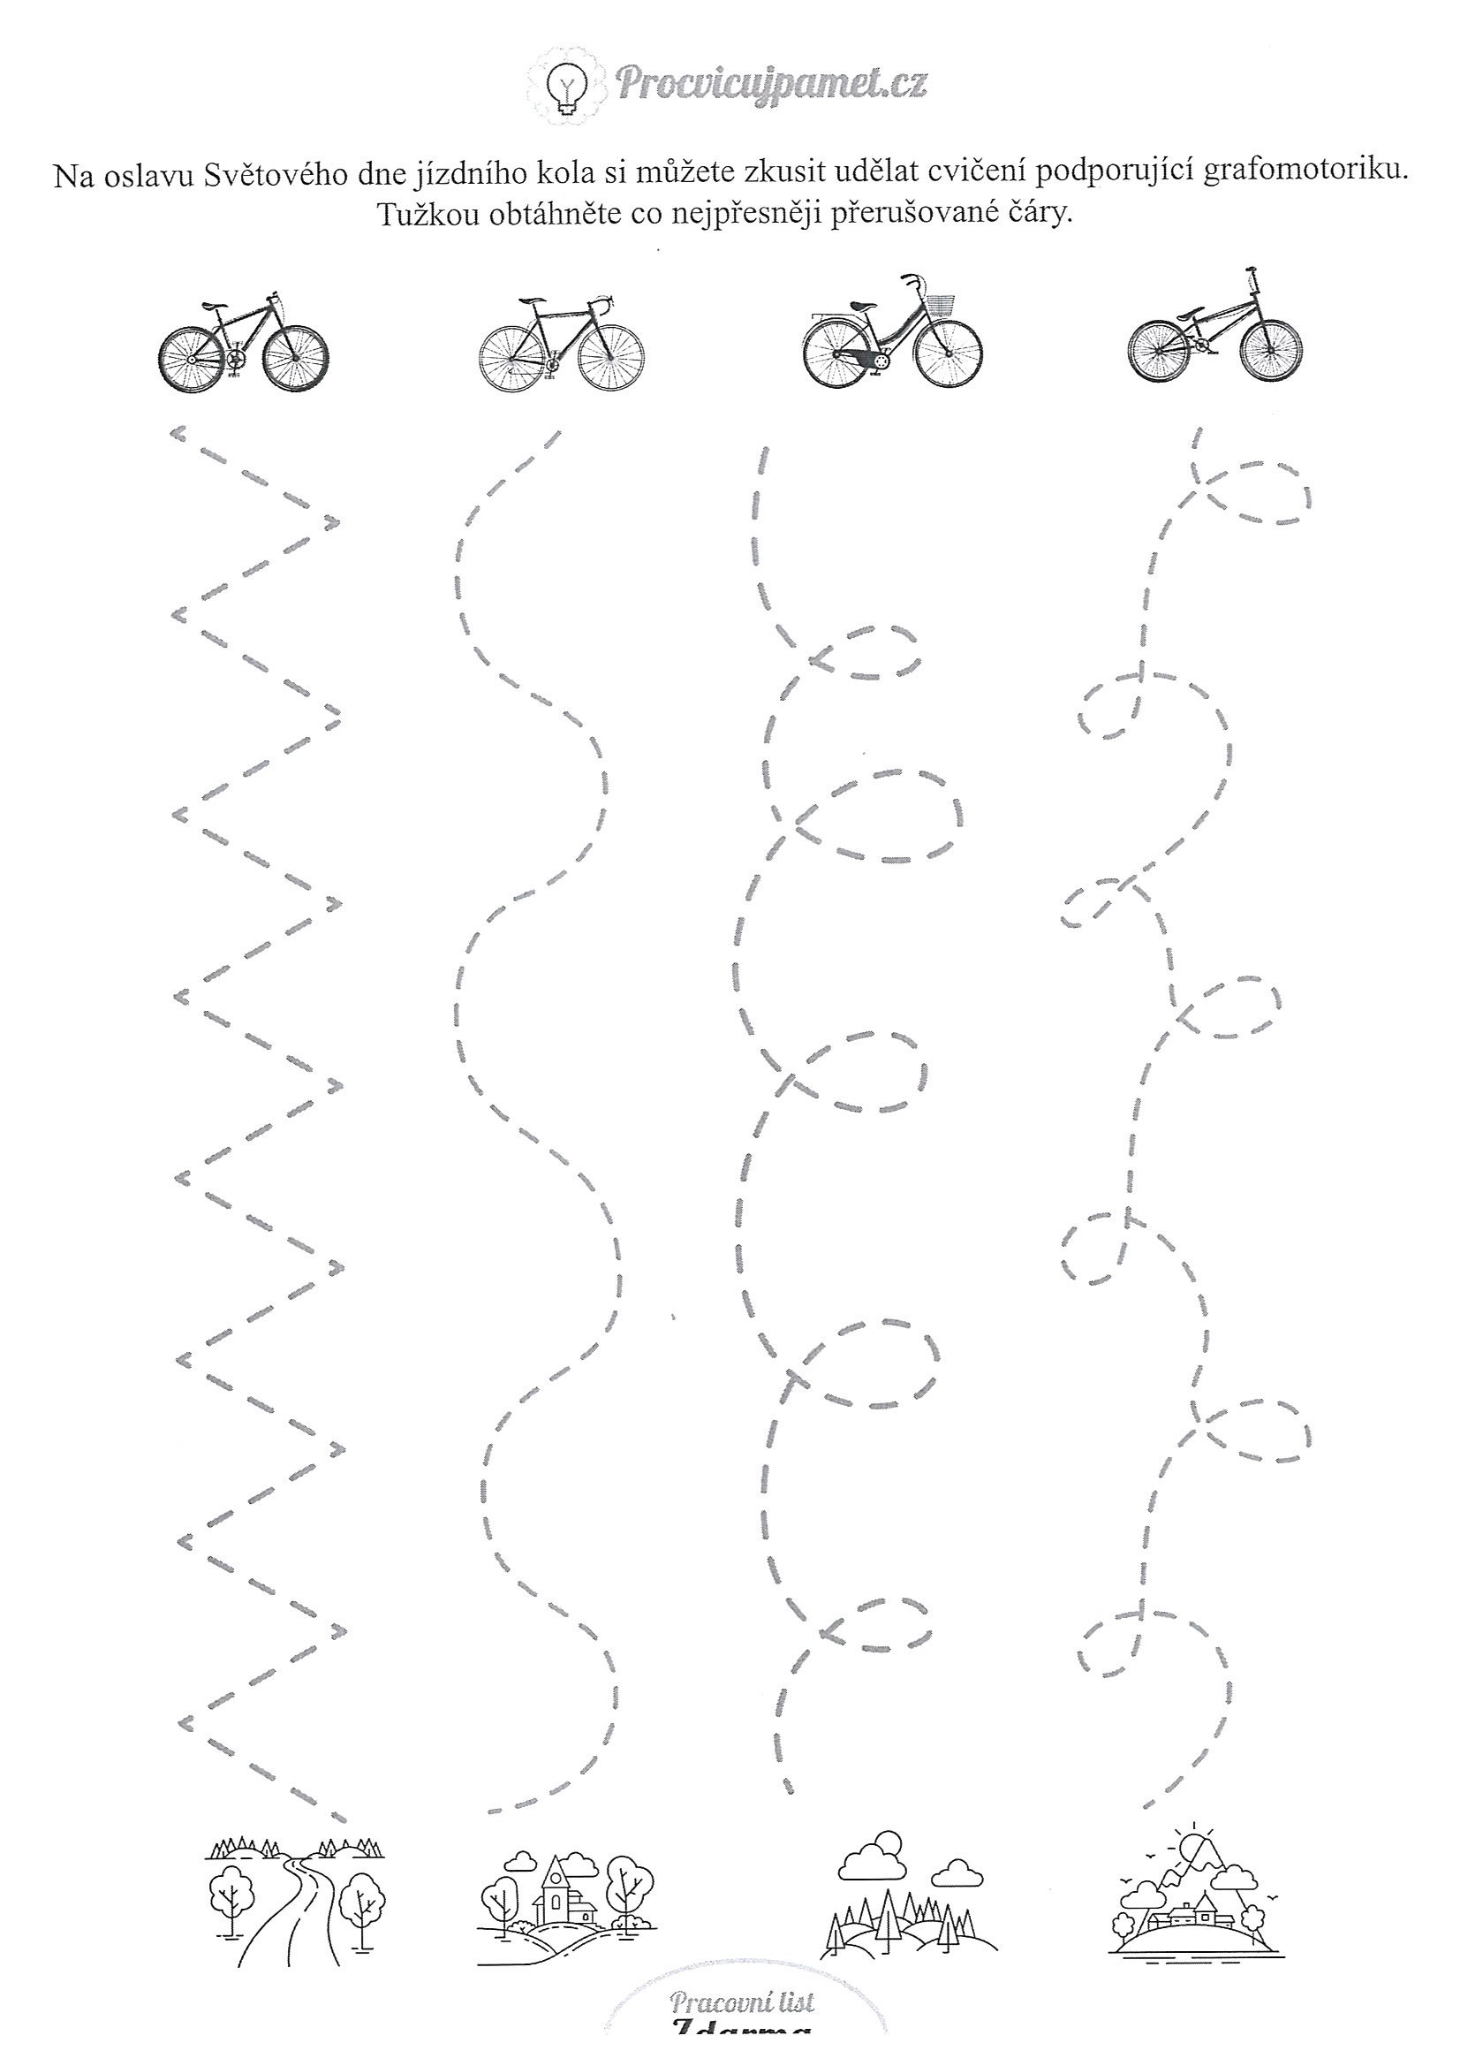 Procvicujpamet.cz
Na oslavu Světového dne jízdního kola si můžete zkusit udělat cvičení podporující grafomotoriku.
Tužkou obtáhněte co nejpřesněji přerušované čáry.
Pracovní list
Zdarma